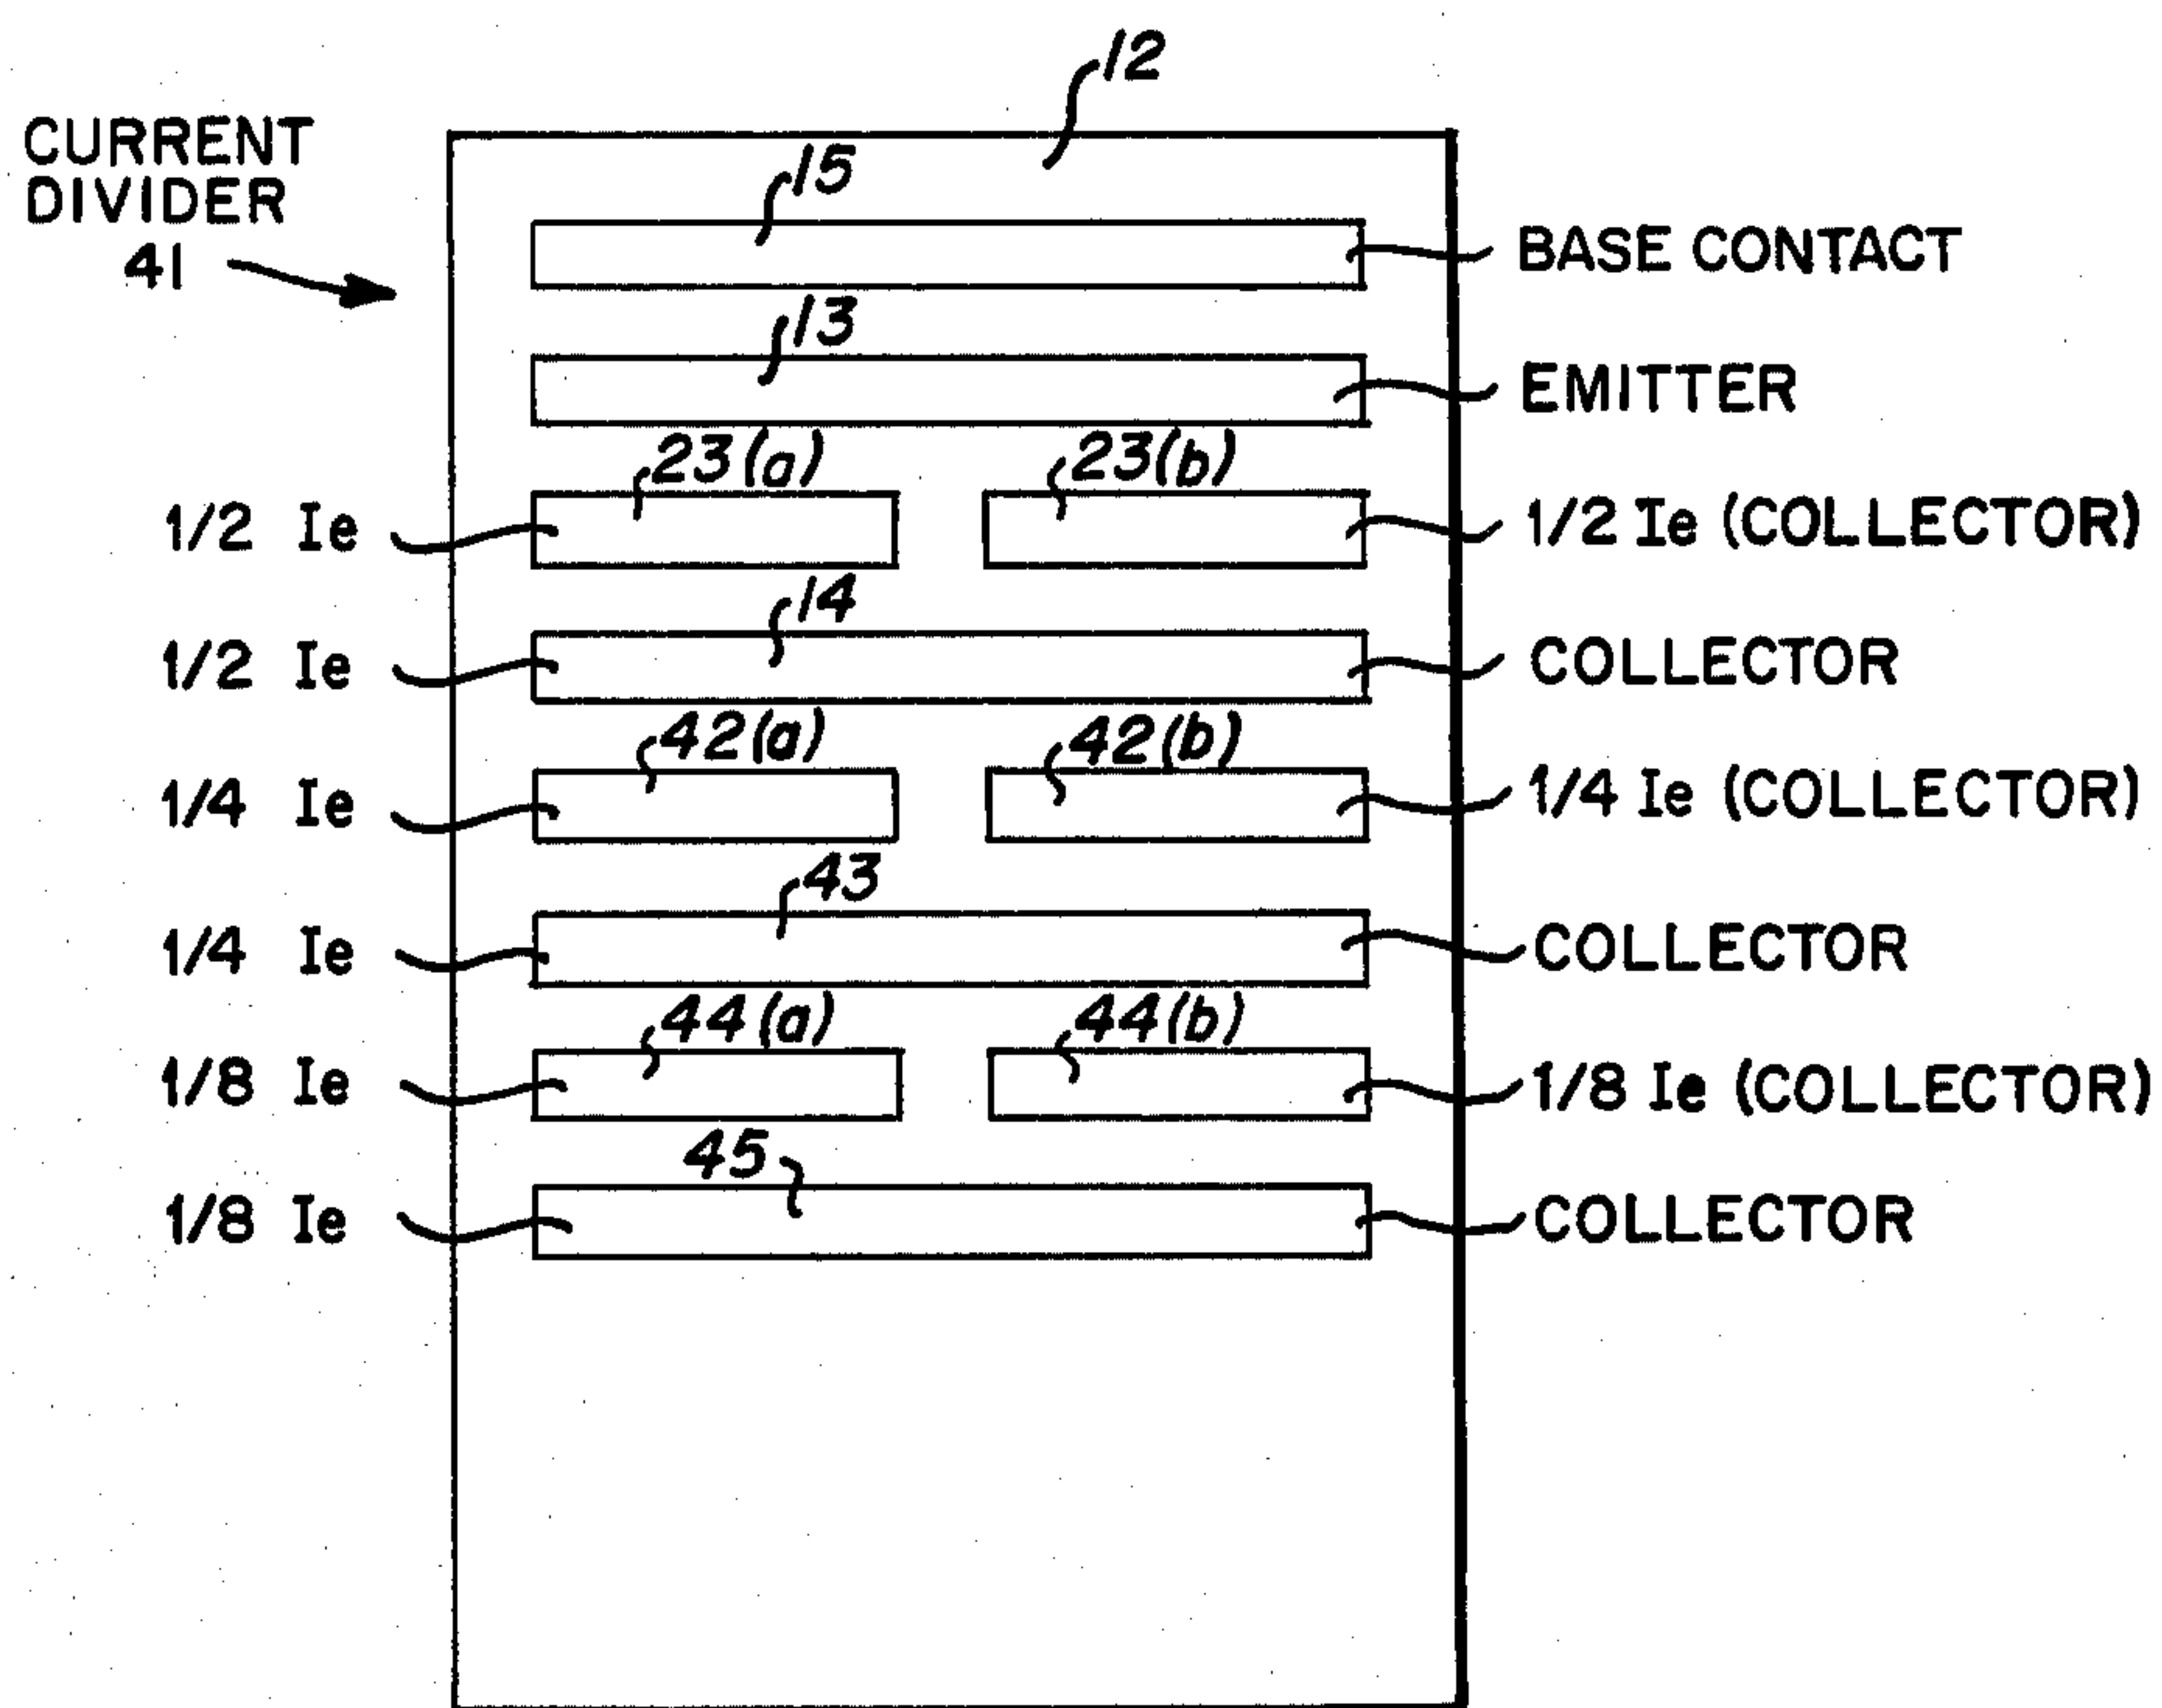 12
CURRENT
DIVIDER
41
15
BASE CONTACT
13
EMITTER
23(a) 23(b)
1/2 Ie 1/2 Ie (COLLECTOR)
14
1/2 Ie COLLECTOR
42(a) 42(b)
1/4 Ie 1/4 Ie (COLLECTOR)
43
1/4 Ie COLLECTOR
44(a) 44(b)
1/8 Ie 1/8 Ie (COLLECTOR)
45
1/8 Ie COLLECTOR